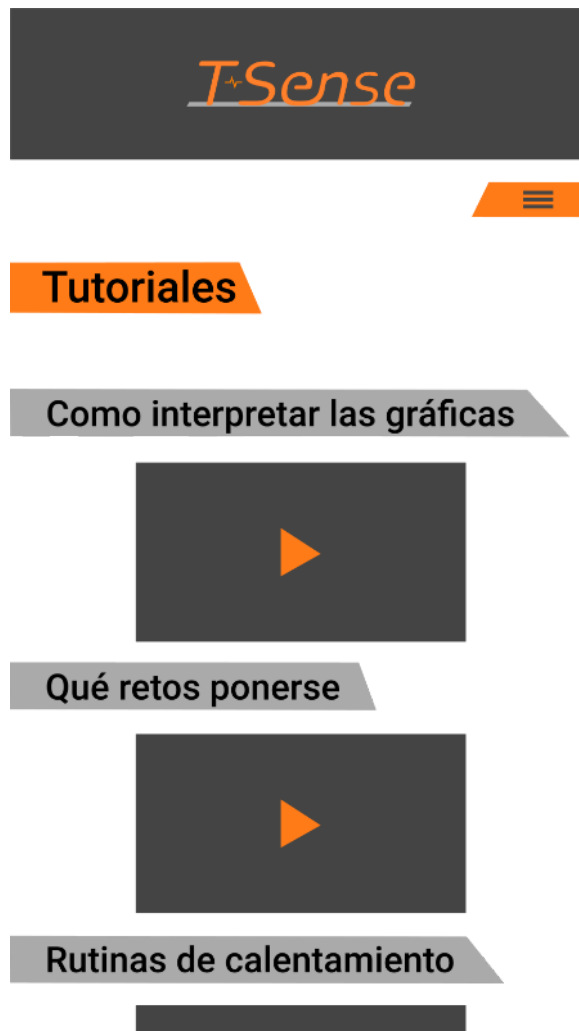 T-Sense
Tutoriales
Como interpretar las gráficas
Qué retos ponerse
Rutinas de calentamiento